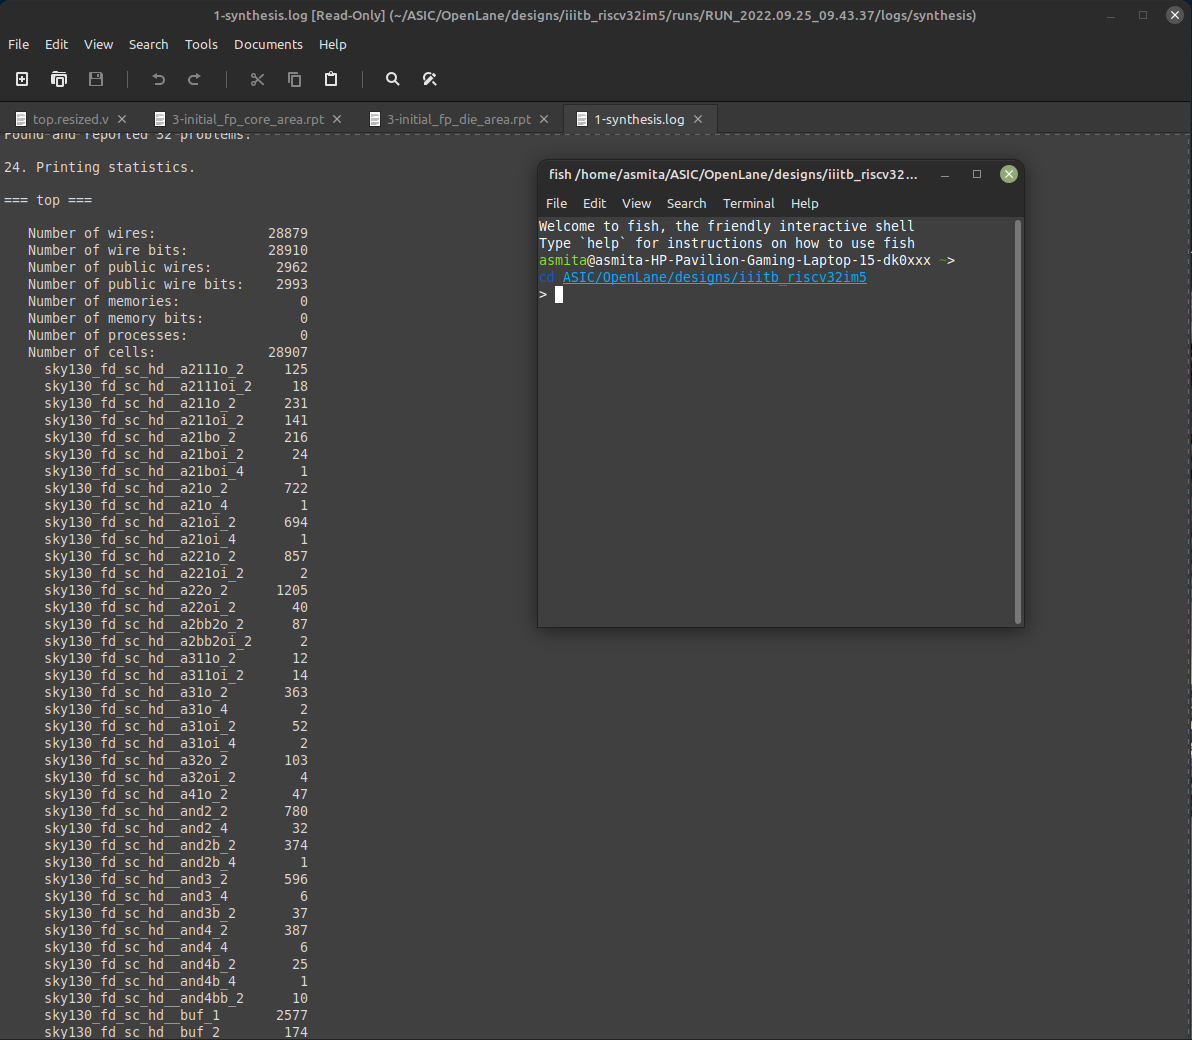 1-synthesis.log [Read-Only] (~/ASIC/OpenLane/designs/iiitb_riscv32im5/runs/RUN_2022.09.25_09.43.37/logs/synthesis)
File Edit View Search Tools Documents Help
top.resized.v 3-initial_fp_core_area.rpt 3-initial_fp_die_area.rpt 1-synthesis.log
Found and reported 32 problems.
24. Printing statistics.
=== top ===
Number of wires: 28879
Number of wire bits: 28910
Number of public wires: 2962
Number of public wire bits: 2993
Number of memories: 0
Number of memory bits: 0
Number of processes: 0
Number of cells: 28907
sky130_fd_sc_hd__a2111o_2 125
sky130_fd_sc_hd__a2111oi_2 18
sky130_fd_sc_hd__a211o_2 231
sky130_fd_sc_hd__a211oi_2 141
sky130_fd_sc_hd__a21bo_2 216
sky130_fd_sc_hd__a21boi_2 24
sky130_fd_sc_hd__a21boi_4 1
sky130_fd_sc_hd__a21o_2 722
sky130_fd_sc_hd__a21o_4 1
sky130_fd_sc_hd__a21oi_2 694
sky130_fd_sc_hd__a21oi_4 1
sky130_fd_sc_hd__a221o_2 857
sky130_fd_sc_hd__a221oi_2 2
sky130_fd_sc_hd__a22o_2 1205
sky130_fd_sc_hd__a22oi_2 40
sky130_fd_sc_hd__a2bb2o_2 87
sky130_fd_sc_hd__a2bb2oi_2 2
sky130_fd_sc_hd__a311o_2 12
sky130_fd_sc_hd__a311oi_2 14
sky130_fd_sc_hd__a31o_2 363
sky130_fd_sc_hd__a31o_4 2
sky130_fd_sc_hd__a31oi_2 52
sky130_fd_sc_hd__a31oi_4 2
sky130_fd_sc_hd__a32o_2 103
sky130_fd_sc_hd__a32oi_2 4
sky130_fd_sc_hd__a41o_2 47
sky130_fd_sc_hd__and2_2 780
sky130_fd_sc_hd__and2_4 32
sky130_fd_sc_hd__and2b_2 374
sky130_fd_sc_hd__and2b_4 1
sky130_fd_sc_hd__and3_2 596
sky130_fd_sc_hd__and3_4 6
sky130_fd_sc_hd__and3b_2 37
sky130_fd_sc_hd__and4_2 387
sky130_fd_sc_hd__and4_4 6
sky130_fd_sc_hd__and4b_2 25
sky130_fd_sc_hd__and4b_4 1
sky130_fd_sc_hd__and4bb_2 10
sky130_fd_sc_hd__buf_1 2577
sky130_fd_sc_hd__buf_2 174
fish /home/asmita/ASIC/OpenLane/designs/iiitb_riscv32...
File Edit View Search Terminal Help
Welcome to fish, the friendly interactive shell
Type `help` for instructions on how to use fish
asmita@asmita-HP-Pavilion-Gaming-Laptop-15-dk0xxx ~>
cd ASIC/OpenLane/designs/iiitb_riscv32im5
>